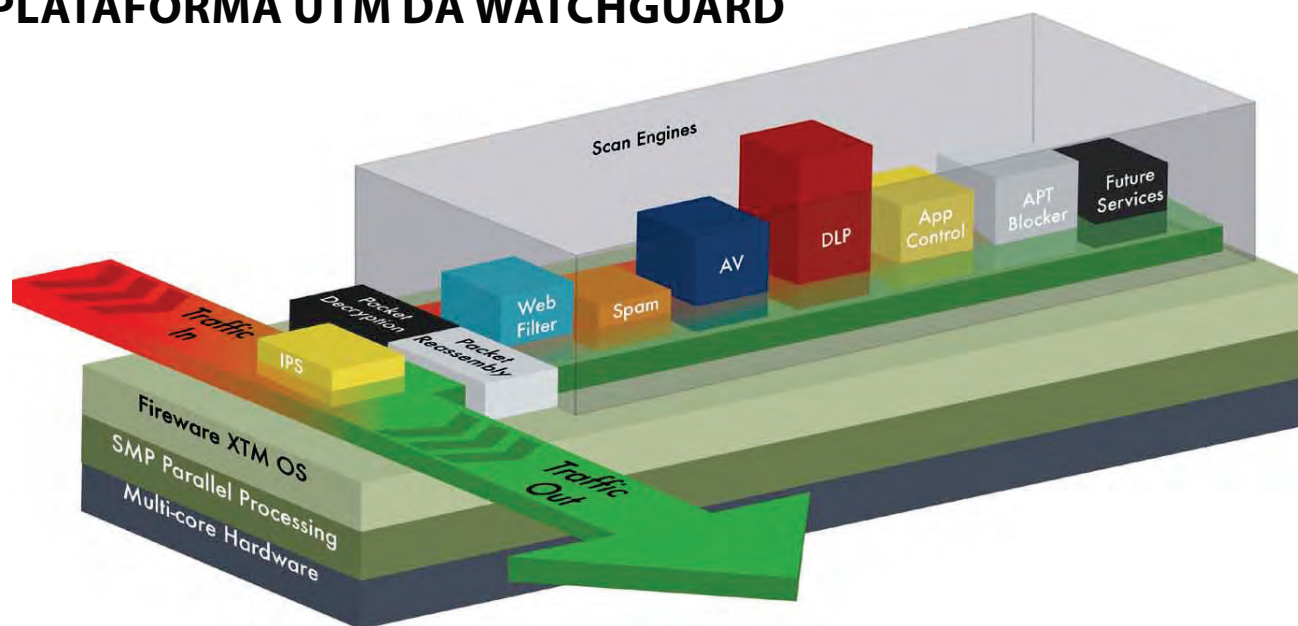 PLATAFORMA UTM DA WATCHGUARD
Scan Engines
Future
Services
APT
Blocker
App
Control
DLP
AV
Spam
Web
Filter
Packet
Decryption
Packet
Reassembly
IPS
Traffic
In
Traffic
Out
Fireware XTM OS
SMP Parallel Processing
Multi-core Hardware